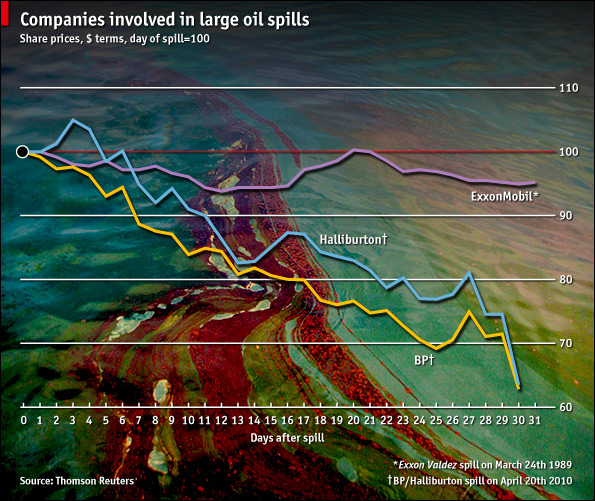 Companies involved in large oil spills
Share prices, $ terms, day of spill=100
110
100
ExxonMobil*
90
Halliburton†
80
70
BP†
60
0 1 2 3 4 5 6 7 8 9 10 11 12 13 14 15 16 17 18 19 20 21 22 23 24 25 26 27 28 29 30 31
Days after spill
*Exxon Valdez spill on March 24th 1989
Source: Thomson Reuters
†BP/Halliburton spill on April 20th 2010